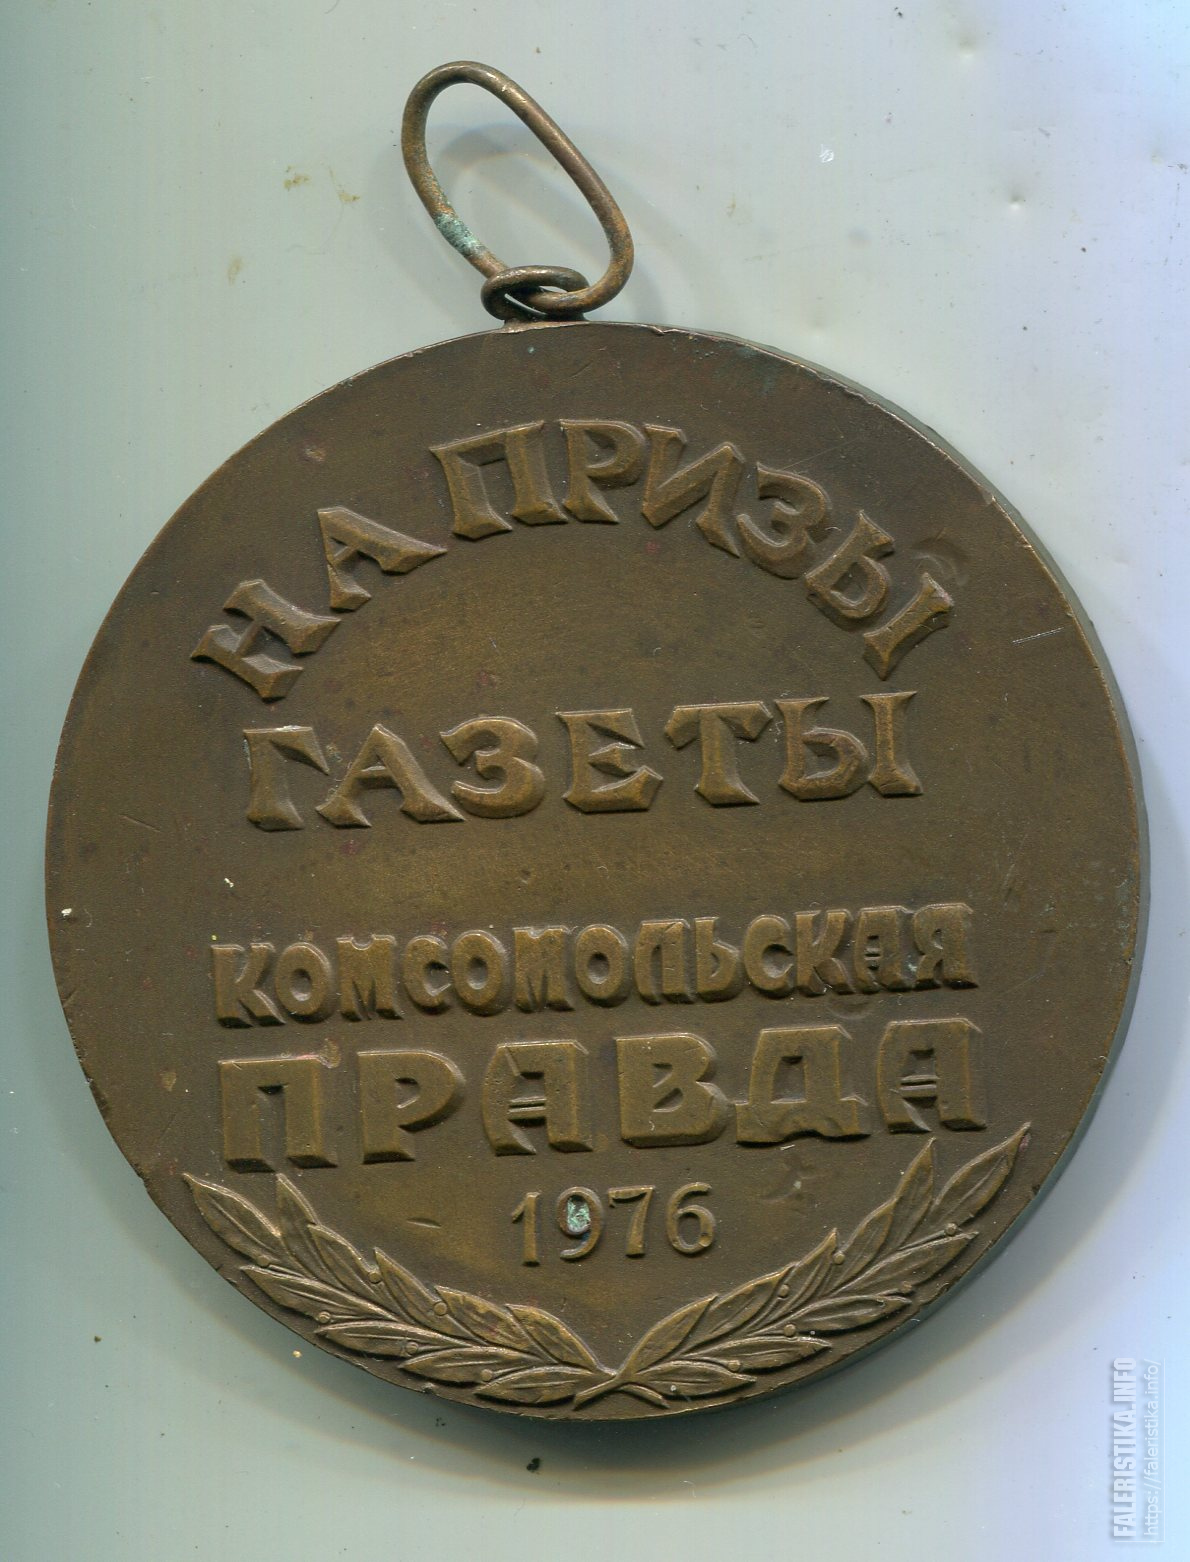 НА ПРИЗЫ
ГАЗЕТЫ
КОМСОМОЛЬСКАЯ
ПРАВДА
1976
FALERISTIKA.INFO
https://faleristika.info/